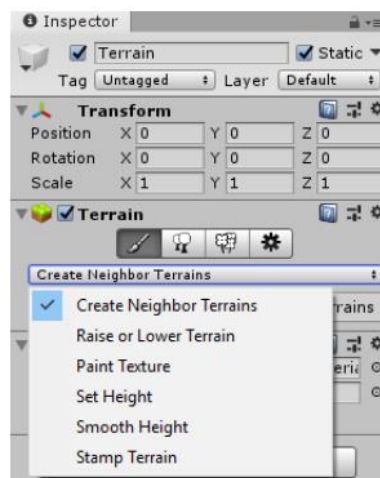 Inspector
Terrain Static
Tag Untagged Layer Default
Transform
Position X 0 Y 0 Z 0
Rotation X 0 Y 0 Z 0
Scale X 1 Y 1 Z 1
Terrain
Create Neighbor Terrains
Create Neighbor Terrains
rrains
Raise or Lower Terrain
Paint Texture
eria
Set Height
Smooth Height
Stamp Terrain